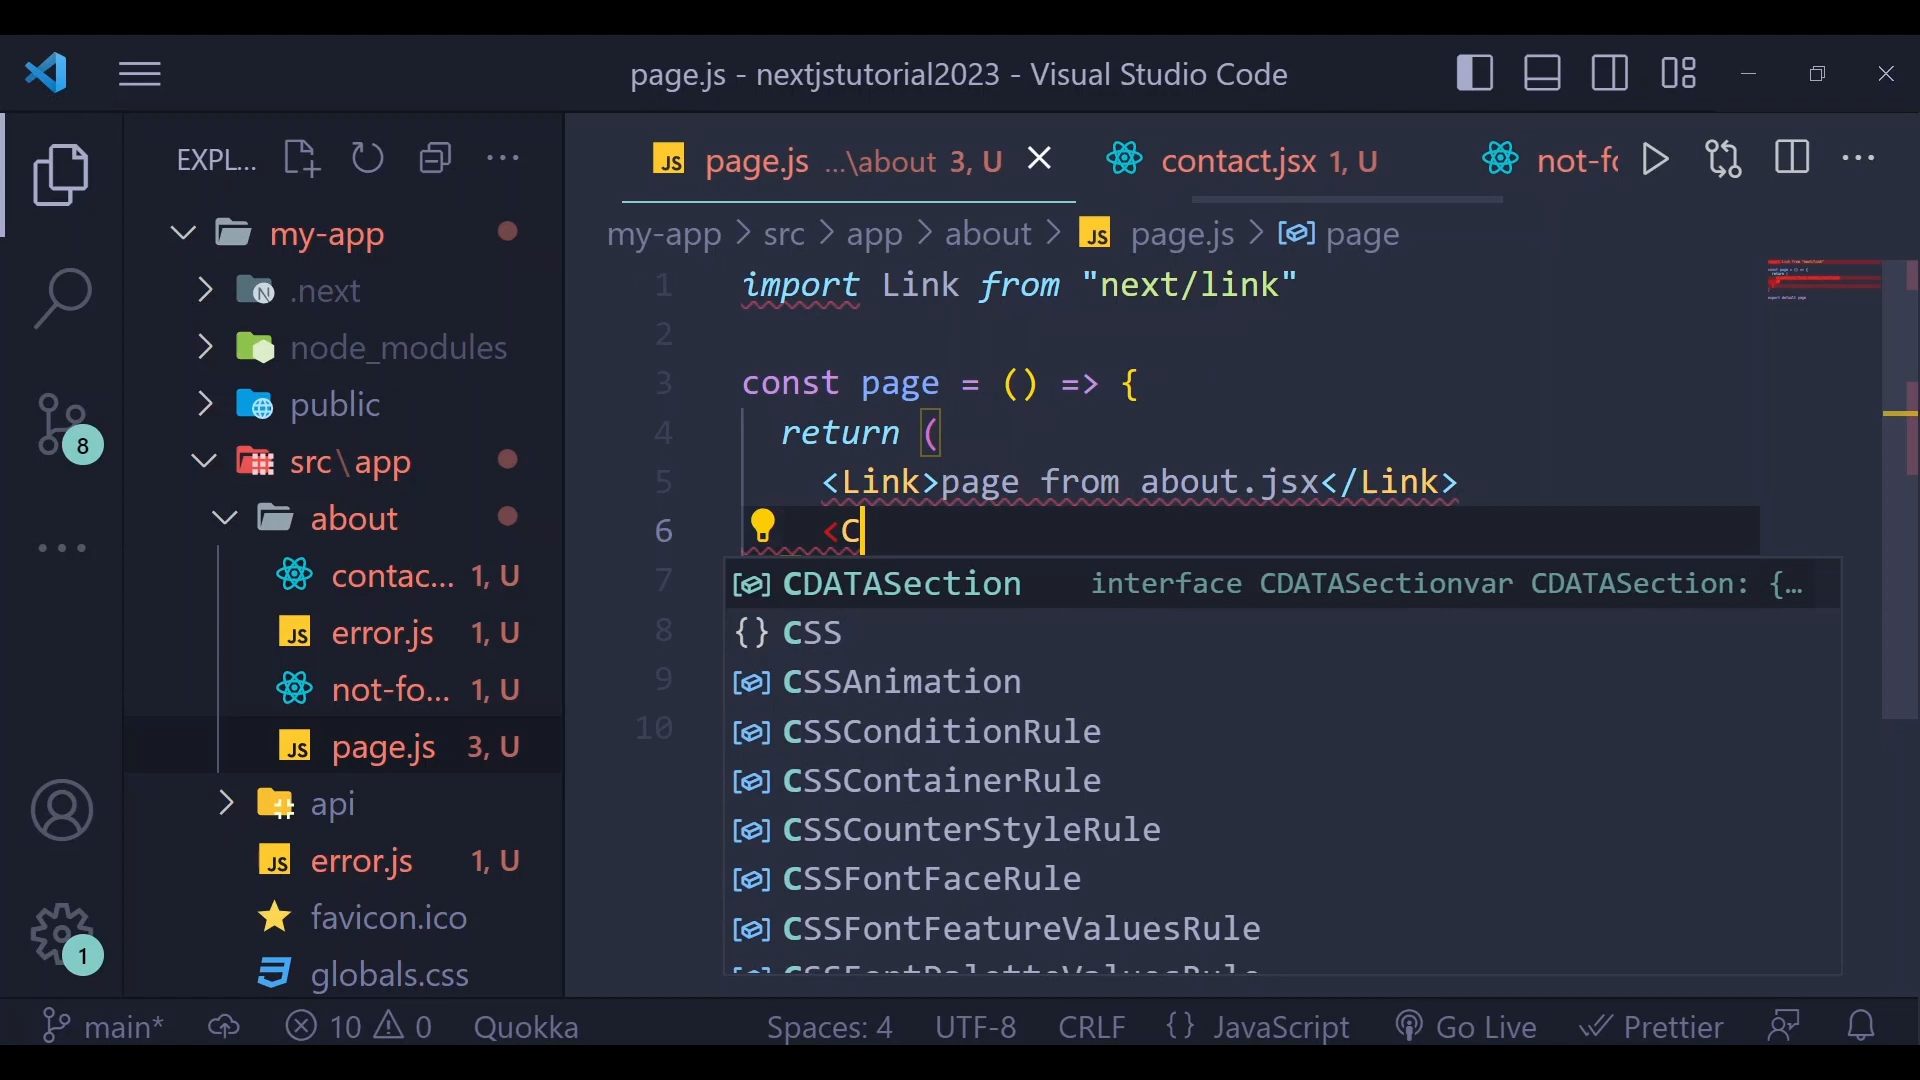 page.js - nextjstutorial2023 - Visual Studio Code
EXPL...
page.js ...\about 3, U
contact.jsx 1, U
not-fo
my-app > src > app > about > page.js > page
my-app
.next
node_modules
public
src\app
about
contac... 1, U
error.js 1, U
not-fo... 1, U
page.js 3, U
api
error.js 1, U
favicon.ico
globals.css
8
1
1 import Link from "next/link"
2
3 const page = () => {
4 return (
5 <Link>page from about.jsx</Link>
6 <C
7
8
9
10
CDATASection interface CDATASectionvar CDATASection: {...
{} CSS
CSSAnimation
CSSConditionRule
CSSContainerRule
CSSCounterStyleRule
CSSFontFaceRule
CSSFontFeatureValuesRule
CSSFontPaletteValuesRule
main* 10 0 Quokka Spaces: 4 UTF-8 CRLF {} JavaScript Go Live Prettier